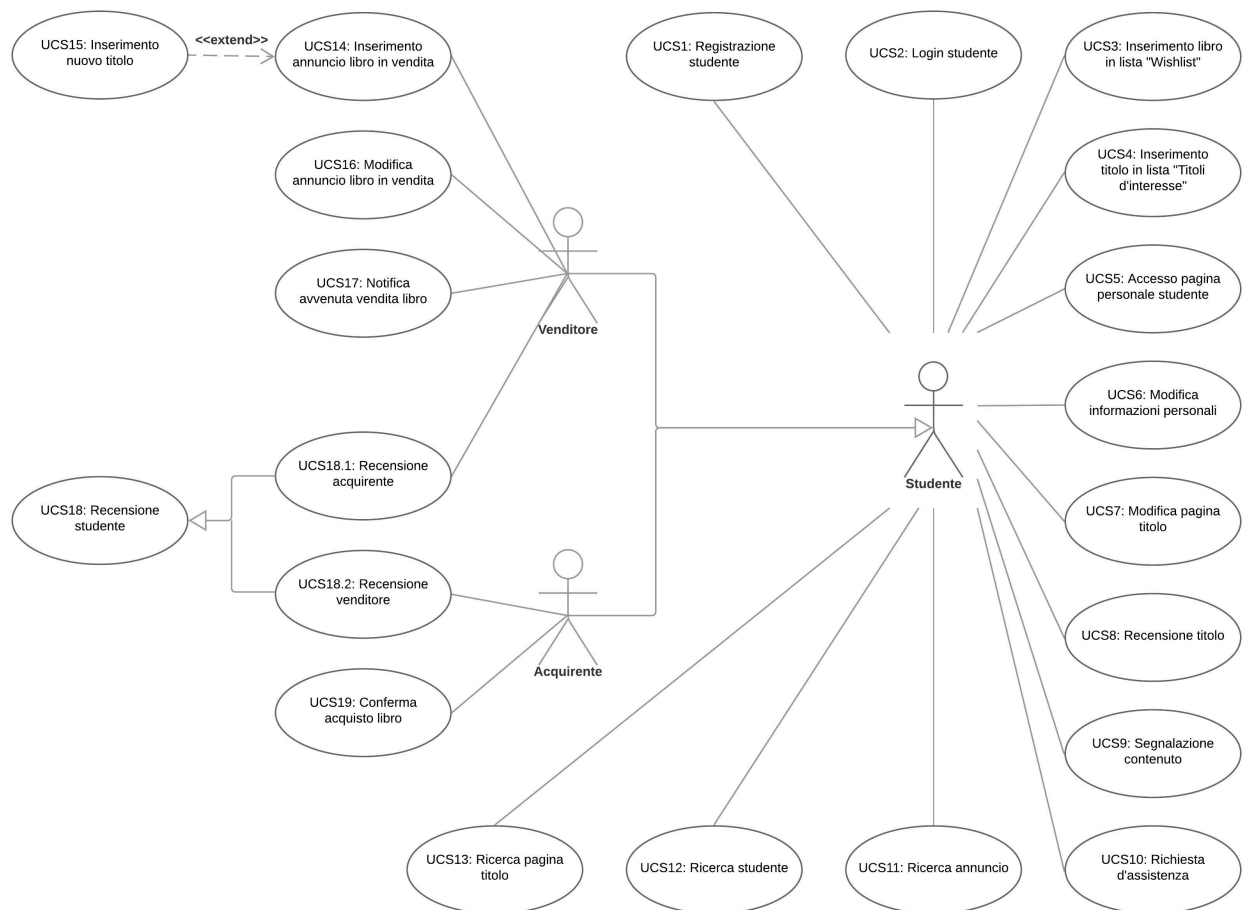 UCS15: Inserimento
nuovo titolo
<<extend>>
UCS14: Inserimento
annuncio libro in vendita
UCS1: Registrazione
studente
UCS2: Login studente
UCS3: Inserimento libro
in lista "Wishlist"
UCS16: Modifica
annuncio libro in vendita
UCS4: Inserimento
titolo in lista "Titoli
d'interesse"
UCS17: Notifica
avvenuta vendita libro
UCS5: Accesso pagina
personale studente
Venditore
UCS6: Modifica
informazioni personali
UCS18.1: Recensione
acquirente
Studente
UCS18: Recensione
studente
UCS7: Modifica pagina
titolo
UCS18.2: Recensione
venditore
UCS8: Recensione titolo
Acquirente
UCS19: Conferma
acquisto libro
UCS9: Segnalazione
contenuto
UCS13: Ricerca pagina
titolo
UCS12: Ricerca studente
UCS11: Ricerca annuncio
UCS10: Richiesta
d'assistenza